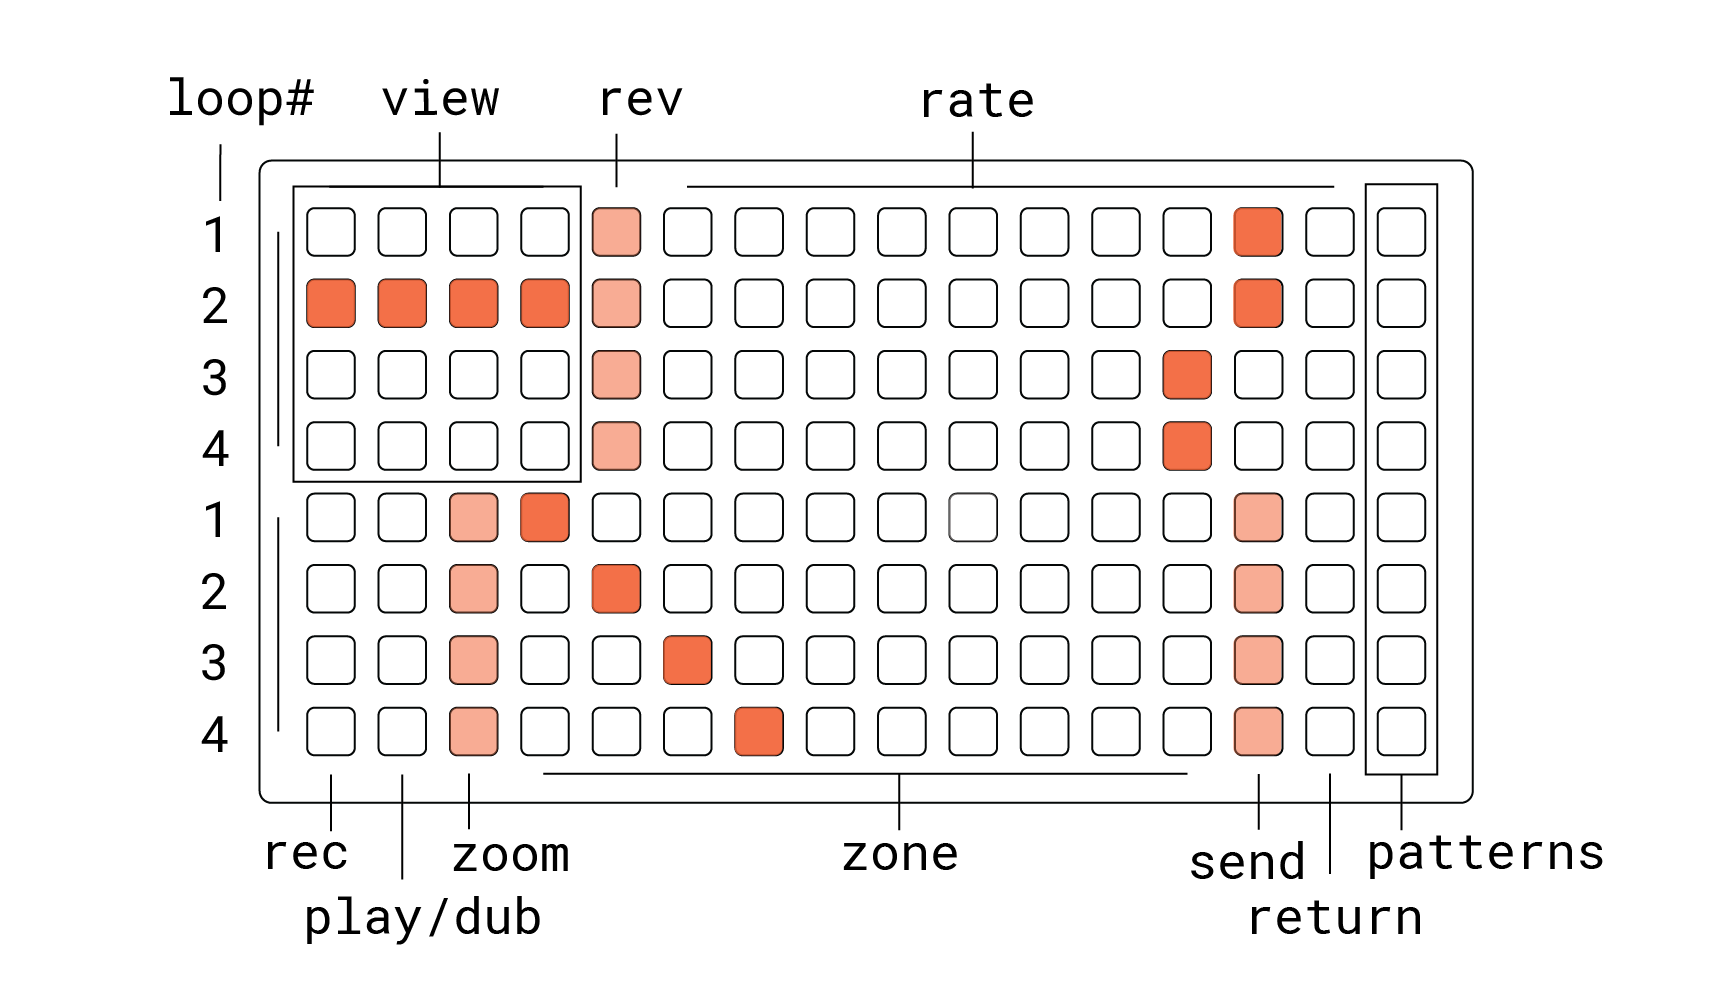 loop# view rev rate
1
2
3
4
1
2
3
4
rec zoom zone send patterns
play/dub return